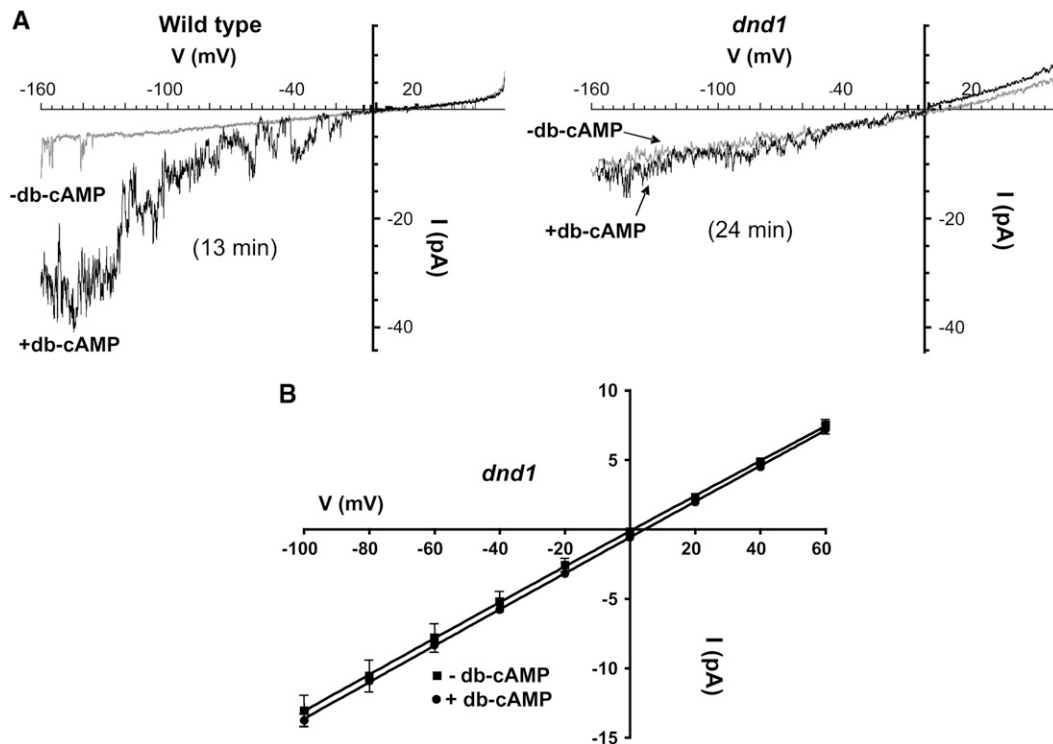 A
Wild type
V (mV)
-160 -100 -40 20
-db-cAMP
(13 min)
+db-cAMP
-20
-40
I (pA)
dnd1
V (mV)
-160 -100 -40 20
-db-cAMP
+db-cAMP
(24 min)
-20
-40
I (pA)
B
dnd1
V (mV)
10
5
-100 -80 -60 -40 -20 20 40 60
-5
-10
-15
I (pA)
- db-cAMP
+ db-cAMP